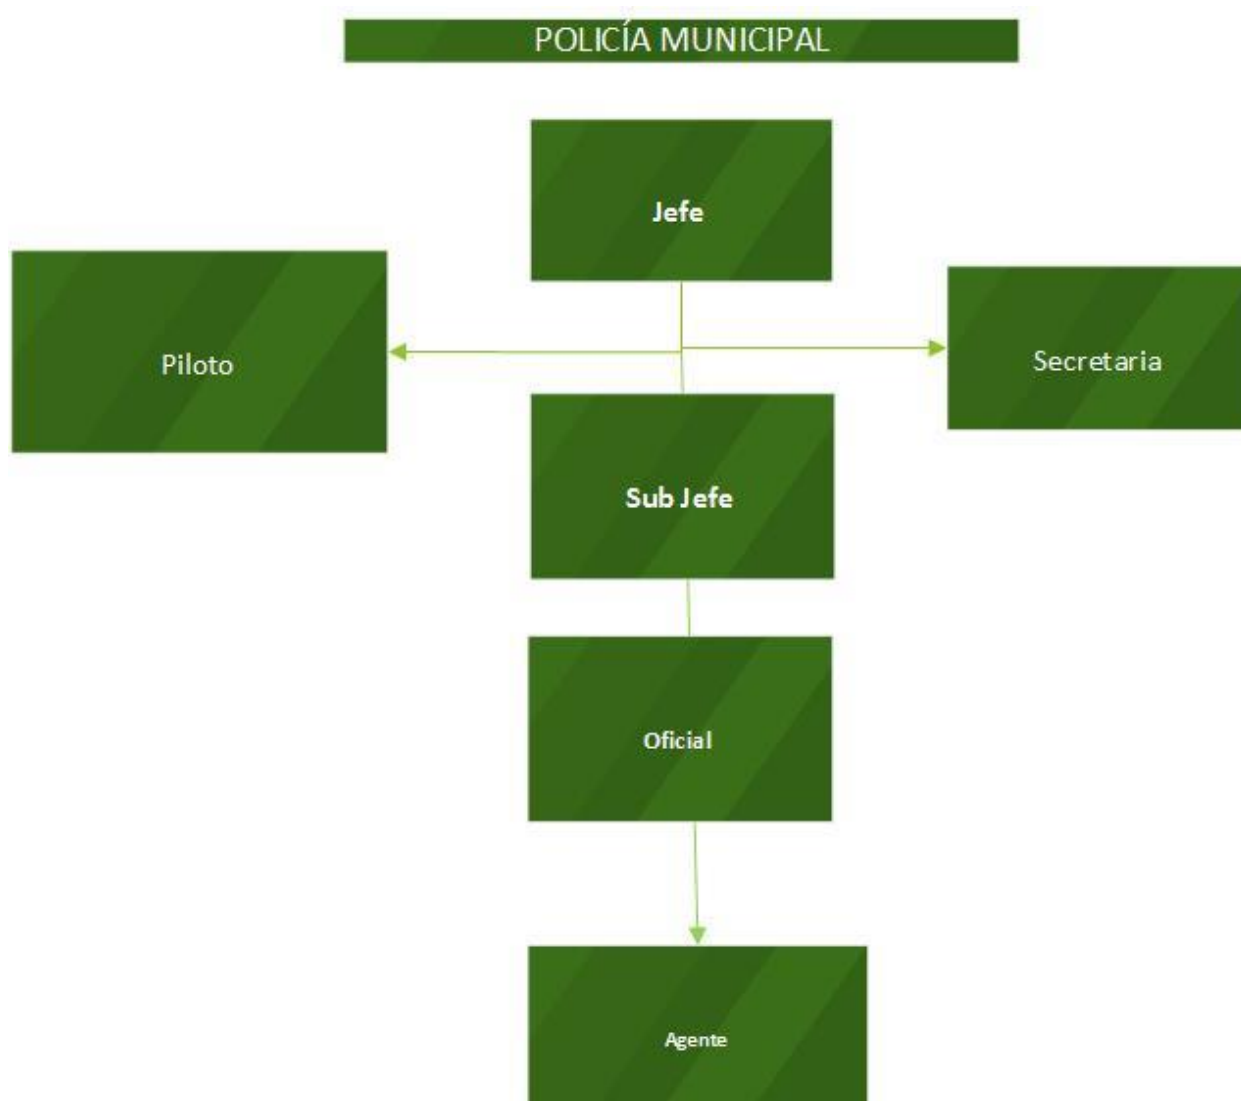 POLICÍA MUNICIPAL
Jefe
Piloto
Secretaria
Sub Jefe
Oficial
Agente